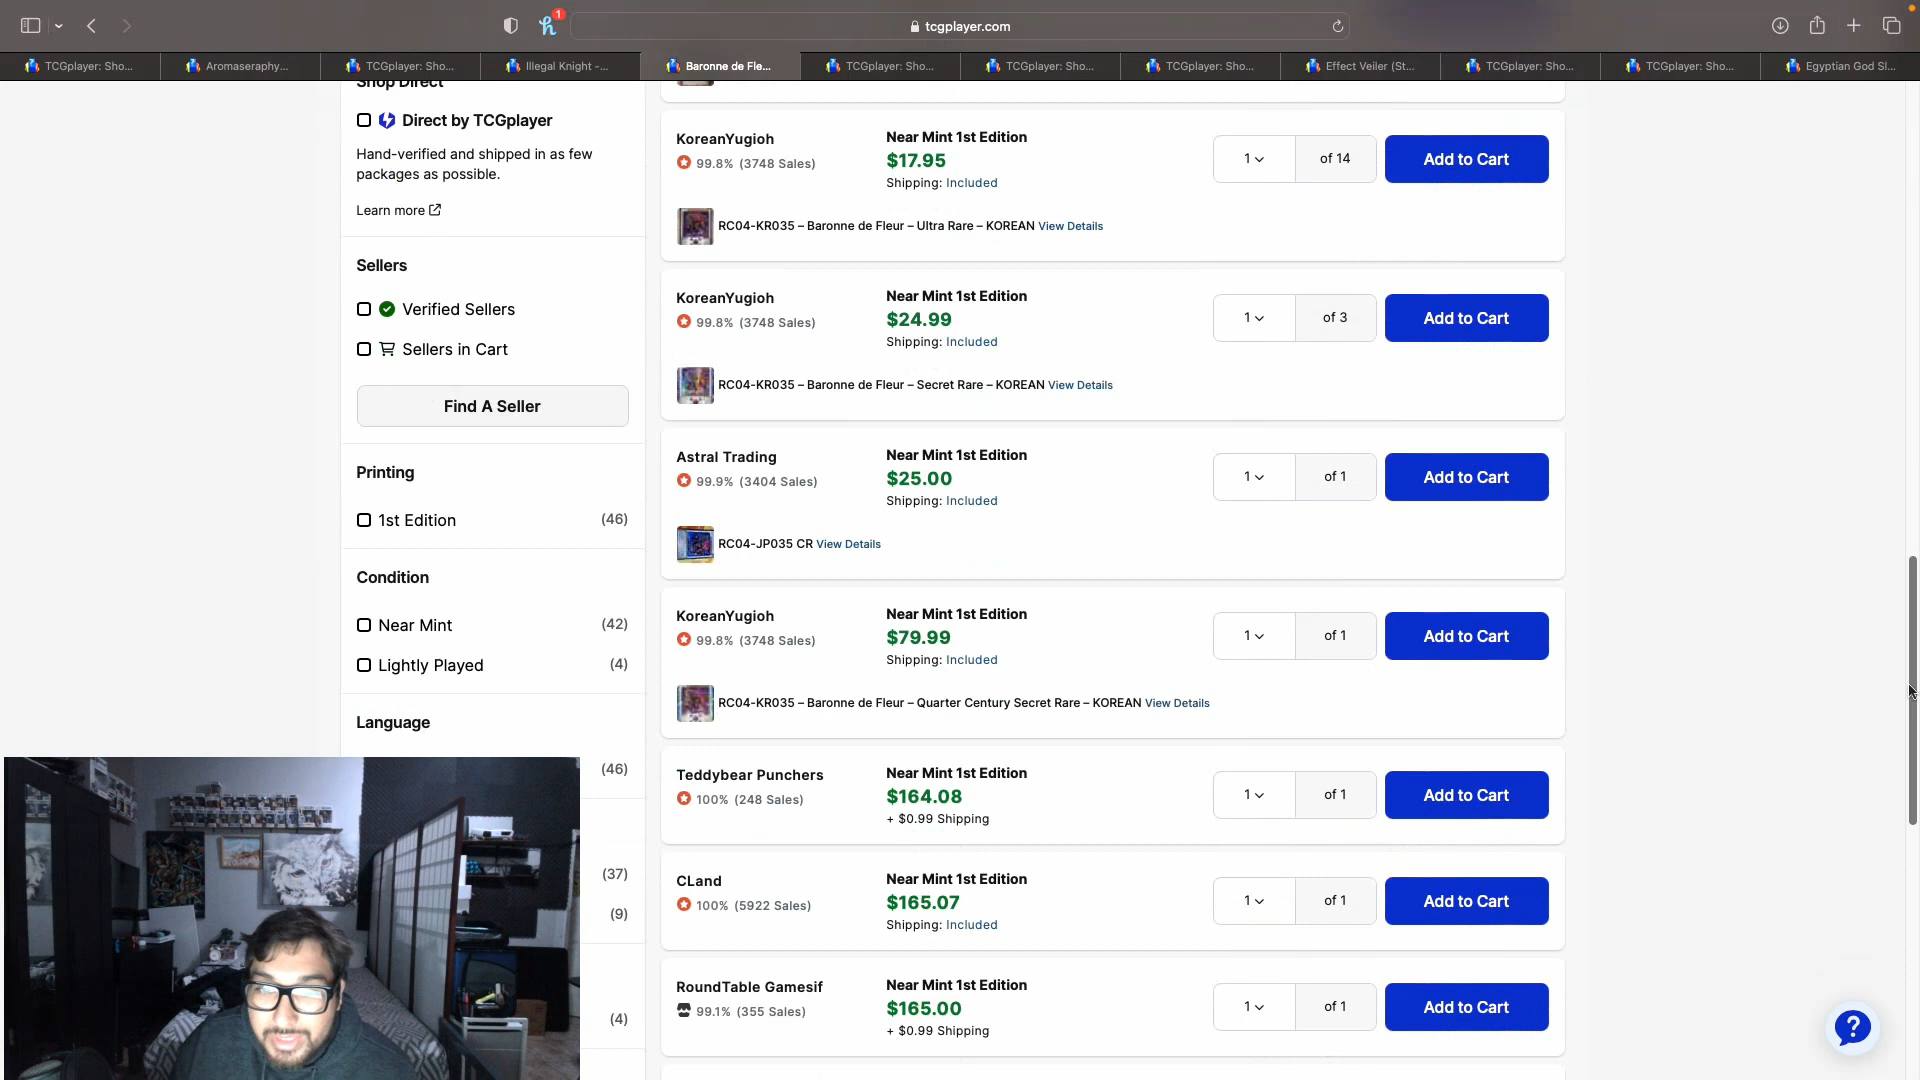 1
tcgplayer.com
TCGplayer: Sho...
Aromaseraphy...
TCGplayer: Sho...
Illegal Knight -...
Baronne de Fle...
TCGplayer: Sho...
TCGplayer: Sho...
TCGplayer: Sho...
Effect Veiler (St...
TCGplayer: Sho...
TCGplayer: Sho...
Egyptian God Sl...
Shop Direct
Direct by TCGplayer
Hand-verified and shipped in as few
packages as possible.
Learn more
Sellers
Verified Sellers
Sellers in Cart
Find A Seller
Printing
1st Edition (46)
Condition
Near Mint (42)
Lightly Played (4)
Language
(46)
(37)
(9)
(4)
KoreanYugioh
99.8% (3748 Sales)
Near Mint 1st Edition
$17.95
Shipping: Included
1 of 14
Add to Cart
RC04-KR035 – Baronne de Fleur – Ultra Rare – KOREAN View Details
KoreanYugioh
99.8% (3748 Sales)
Near Mint 1st Edition
$24.99
Shipping: Included
1 of 3
Add to Cart
RC04-KR035 – Baronne de Fleur – Secret Rare – KOREAN View Details
Astral Trading
99.9% (3404 Sales)
Near Mint 1st Edition
$25.00
Shipping: Included
1 of 1
Add to Cart
RC04-JP035 CR View Details
KoreanYugioh
99.8% (3748 Sales)
Near Mint 1st Edition
$79.99
Shipping: Included
1 of 1
Add to Cart
RC04-KR035 – Baronne de Fleur – Quarter Century Secret Rare – KOREAN View Details
Teddybear Punchers
100% (248 Sales)
Near Mint 1st Edition
$164.08
+ $0.99 Shipping
1 of 1
Add to Cart
CLand
100% (5922 Sales)
Near Mint 1st Edition
$165.07
Shipping: Included
1 of 1
Add to Cart
RoundTable Gamesif
99.1% (355 Sales)
Near Mint 1st Edition
$165.00
+ $0.99 Shipping
1 of 1
Add to Cart
?